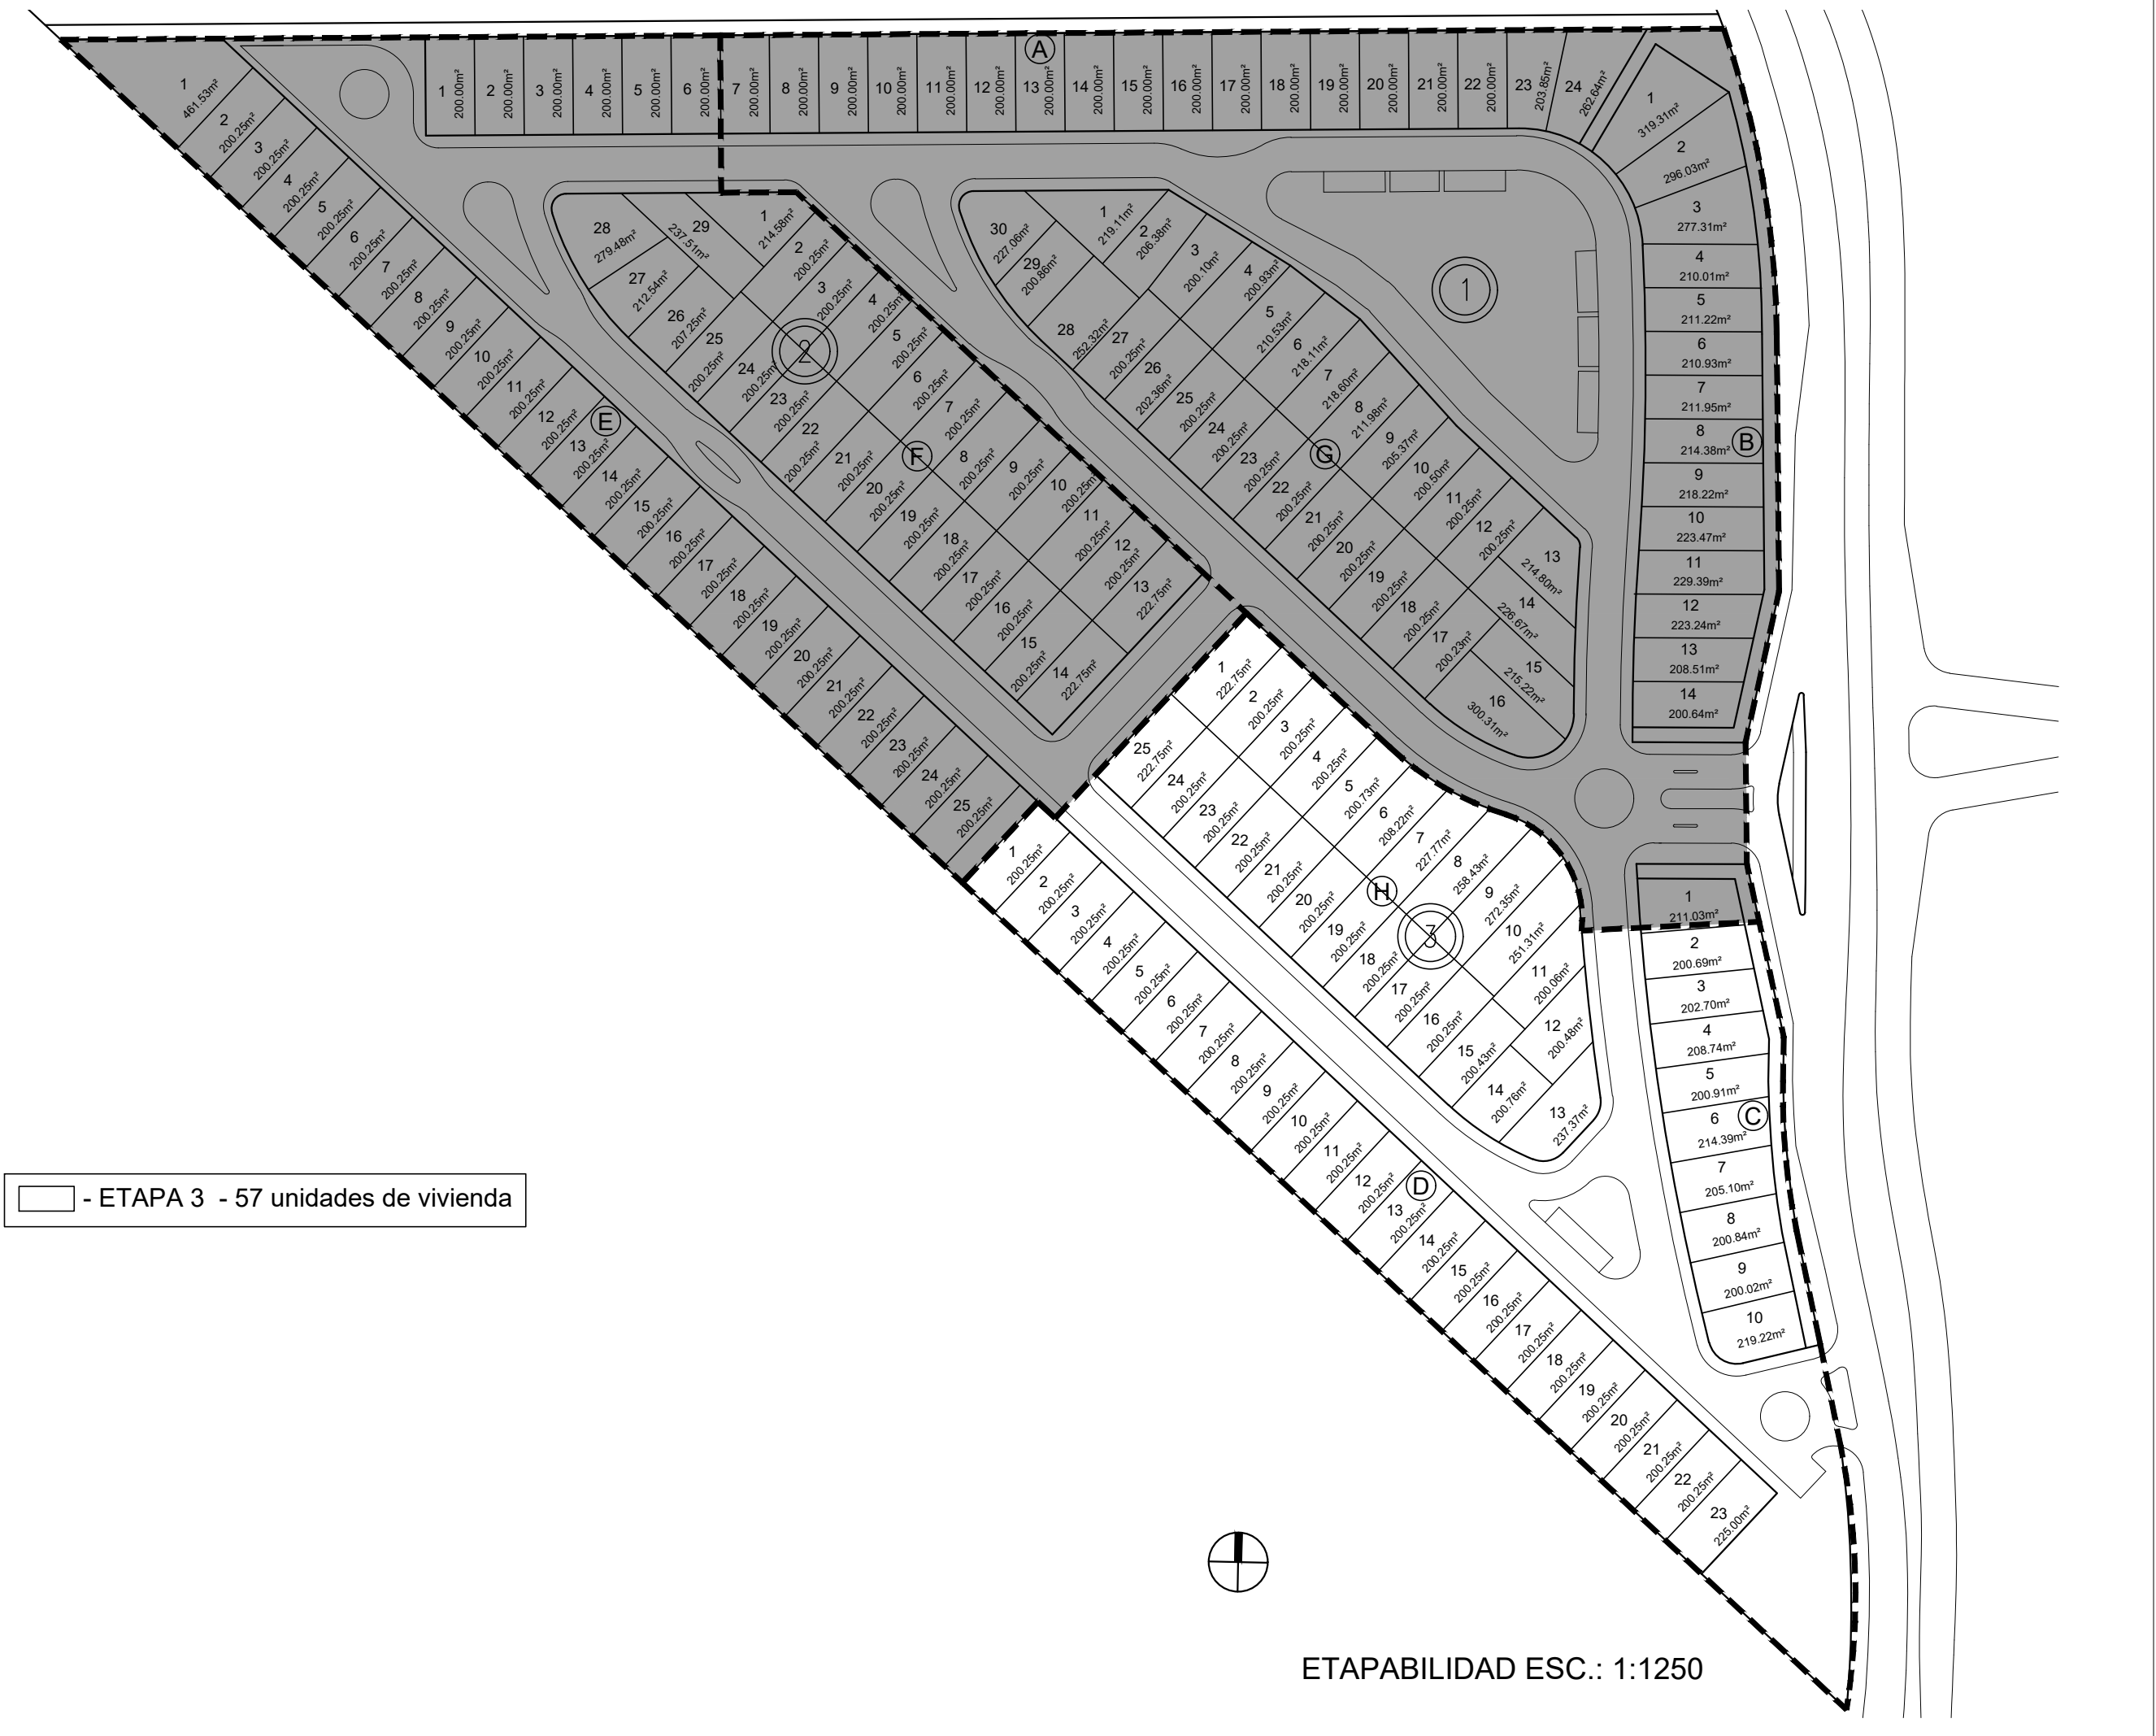 A
1
200.00m²
2
200.00m²
3
200.00m²
4
200.00m²
5
200.00m²
6
200.00m²
7
200.00m²
8
200.00m²
9
200.00m²
10
200.00m²
11
200.00m²
12
200.00m²
13
200.00m²
14
200.00m²
15
200.00m²
16
200.00m²
17
200.00m²
18
200.00m²
19
200.00m²
20
200.00m²
21
200.00m²
22
200.00m²
23
203.85m²
24
262.64m²
B
1
319.31m²
2
296.03m²
3
277.31m²
4
210.01m²
5
211.22m²
6
210.93m²
7
211.95m²
8
214.38m²
9
218.22m²
10
223.47m²
11
229.39m²
12
223.24m²
13
208.51m²
14
200.64m²
E
1
461.53m²
2
200.25m²
3
200.25m²
4
200.25m²
5
200.25m²
6
200.25m²
7
200.25m²
8
200.25m²
9
200.25m²
10
200.25m²
11
200.25m²
12
200.25m²
13
200.25m²
14
200.25m²
15
200.25m²
16
200.25m²
17
200.25m²
18
200.25m²
19
200.25m²
20
200.25m²
21
200.25m²
22
200.25m²
23
200.25m²
24
200.25m²
25
200.25m²
2
F
1
214.58m²
2
200.25m²
3
200.25m²
4
200.25m²
5
200.25m²
6
200.25m²
7
200.25m²
8
200.25m²
9
200.25m²
10
200.25m²
11
200.25m²
12
200.25m²
13
222.75m²
14
222.75m²
15
200.25m²
16
200.25m²
17
200.25m²
18
200.25m²
19
200.25m²
20
200.25m²
21
200.25m²
22
200.25m²
23
200.25m²
24
200.25m²
25
200.25m²
26
207.25m²
27
212.54m²
28
279.48m²
29
237.51m²
1
G
1
219.11m²
2
206.38m²
3
200.10m²
4
200.93m²
5
210.53m²
6
218.11m²
7
218.60m²
8
211.98m²
9
205.37m²
10
200.50m²
11
200.25m²
12
200.25m²
13
214.80m²
14
226.67m²
15
215.22m²
16
300.31m²
17
200.23m²
18
200.25m²
19
200.25m²
20
200.25m²
21
200.25m²
22
200.25m²
23
200.25m²
24
200.25m²
25
200.25m²
26
202.36m²
27
200.25m²
28
252.32m²
29
200.86m²
30
227.06m²
3
H
1
222.75m²
2
200.25m²
3
200.25m²
4
200.25m²
5
200.73m²
6
208.22m²
7
227.77m²
8
258.43m²
9
272.35m²
10
251.31m²
11
200.06m²
12
200.48m²
13
237.37m²
14
200.76m²
15
200.43m²
16
200.25m²
17
200.25m²
18
200.25m²
19
200.25m²
20
200.25m²
21
200.25m²
22
200.25m²
23
200.25m²
24
200.25m²
25
222.75m²
C
1
211.03m²
2
200.69m²
3
202.70m²
4
208.74m²
5
200.91m²
6
214.39m²
7
205.10m²
8
200.84m²
9
200.02m²
10
219.22m²
D
1
200.25m²
2
200.25m²
3
200.25m²
4
200.25m²
5
200.25m²
6
200.25m²
7
200.25m²
8
200.25m²
9
200.25m²
10
200.25m²
11
200.25m²
12
200.25m²
13
200.25m²
14
200.25m²
15
200.25m²
16
200.25m²
17
200.25m²
18
200.25m²
19
200.25m²
20
200.25m²
21
200.25m²
22
200.25m²
23
225.00m²
- ETAPA 3 - 57 unidades de vivienda
ETAPABILIDAD ESC.: 1:1250